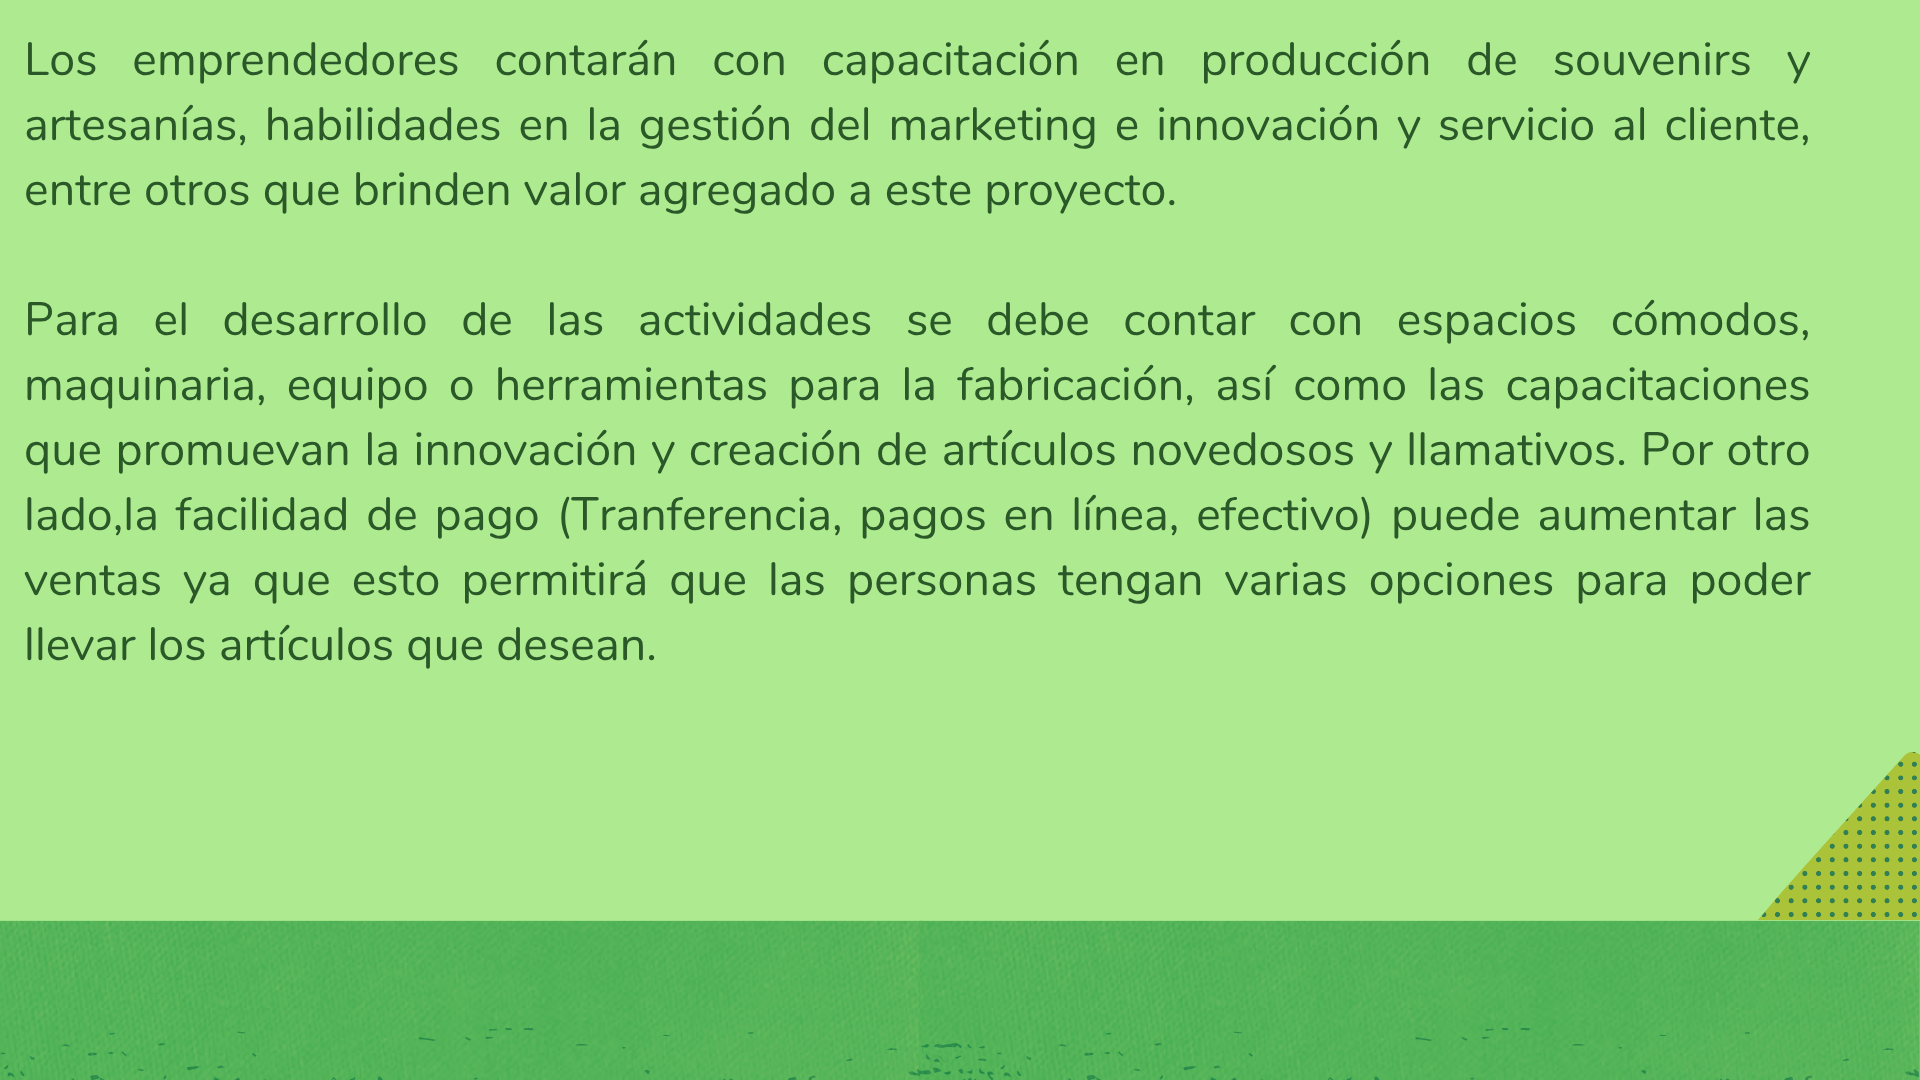 Los emprendedores contarán con capacitación en producción de souvenirs y
artesanías, habilidades en la gestión del marketing e innovación y servicio al cliente,
entre otros que brinden valor agregado a este proyecto.
Para el desarrollo de las actividades se debe contar con espacios cómodos,
maquinaria, equipo o herramientas para la fabricación, así como las capacitaciones
que promuevan la innovación y creación de artículos novedosos y llamativos. Por otro
lado,la facilidad de pago (Tranferencia, pagos en línea, efectivo) puede aumentar las
ventas ya que esto permitirá que las personas tengan varias opciones para poder
llevar los artículos que desean.